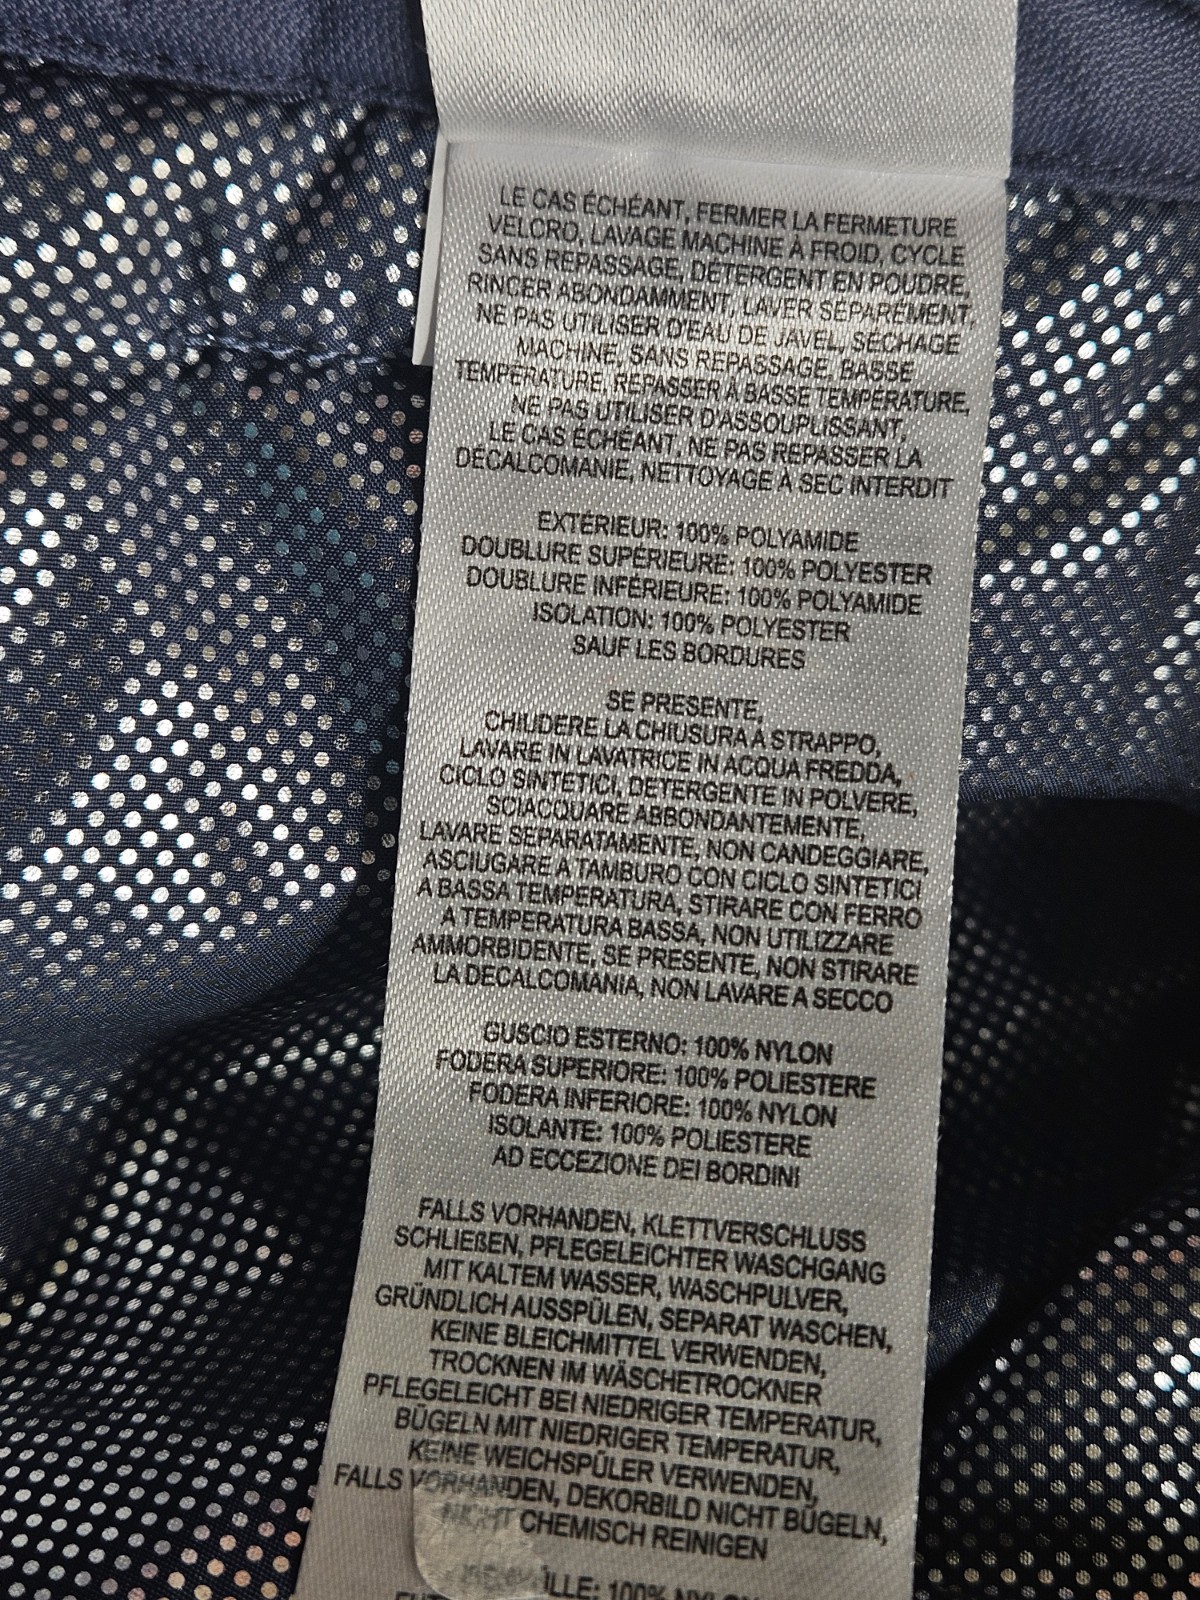 LE CAS ÉCHÉANT, FERMER LA FERMETURE
VELCRO, LAVAGE MACHINE À FROID, CYCLE
SANS REPASSAGE, DÉTERGENT EN POUDRE,
RINCER ABONDAMMENT, LAVER SÉPARÉMENT,
NE PAS UTILISER D'EAU DE JAVEL, SÉCHAGE
MACHINE, SANS REPASSAGE, BASSE
TEMPÉRATURE, REPASSER À BASSE TEMPÉRATURE,
NE PAS UTILISER D'ASSOUPLISSANT,
LE CAS ÉCHÉANT, NE PAS REPASSER LA
DÉCALCOMANIE, NETTOYAGE À SEC INTERDIT
EXTÉRIEUR: 100% POLYAMIDE
DOUBLURE SUPÉRIEURE: 100% POLYESTER
DOUBLURE INFÉRIEURE: 100% POLYAMIDE
ISOLATION: 100% POLYESTER
SAUF LES BORDURES
SE PRESENTE,
CHIUDERE LA CHIUSURA A STRAPPO,
LAVARE IN LAVATRICE IN ACQUA FREDDA,
CICLO SINTETICI, DETERGENTE IN POLVERE,
SCIACQUARE ABBONDANTEMENTE,
LAVARE SEPARATAMENTE, NON CANDEGGIARE,
ASCIUGARE A TAMBURO CON CICLO SINTETICI
A BASSA TEMPERATURA, STIRARE CON FERRO
A TEMPERATURA BASSA, NON UTILIZZARE
AMMORBIDENTE, SE PRESENTE, NON STIRARE
LA DECALCOMANIA, NON LAVARE A SECCO
GUSCIO ESTERNO: 100% NYLON
FODERA SUPERIORE: 100% POLIESTERE
FODERA INFERIORE: 100% NYLON
ISOLANTE: 100% POLIESTERE
AD ECCEZIONE DEI BORDINI
FALLS VORHANDEN, KLETTVERSCHLUSS
SCHLIEßEN, PFLEGELEICHTER WASCHGANG
MIT KALTEM WASSER, WASCHPULVER,
GRÜNDLICH AUSSPÜLEN, SEPARAT WASCHEN,
KEINE BLEICHMITTEL VERWENDEN,
TROCKNEN IM WÄSCHETROCKNER
PFLEGELEICHT BEI NIEDRIGER TEMPERATUR,
BÜGELN MIT NIEDRIGER TEMPERATUR,
KEINE WEICHSPÜLER VERWENDEN,
FALLS VORHANDEN, DEKORBILD NICHT BÜGELN,
NICHT CHEMISCH REINIGEN
100% NYLON